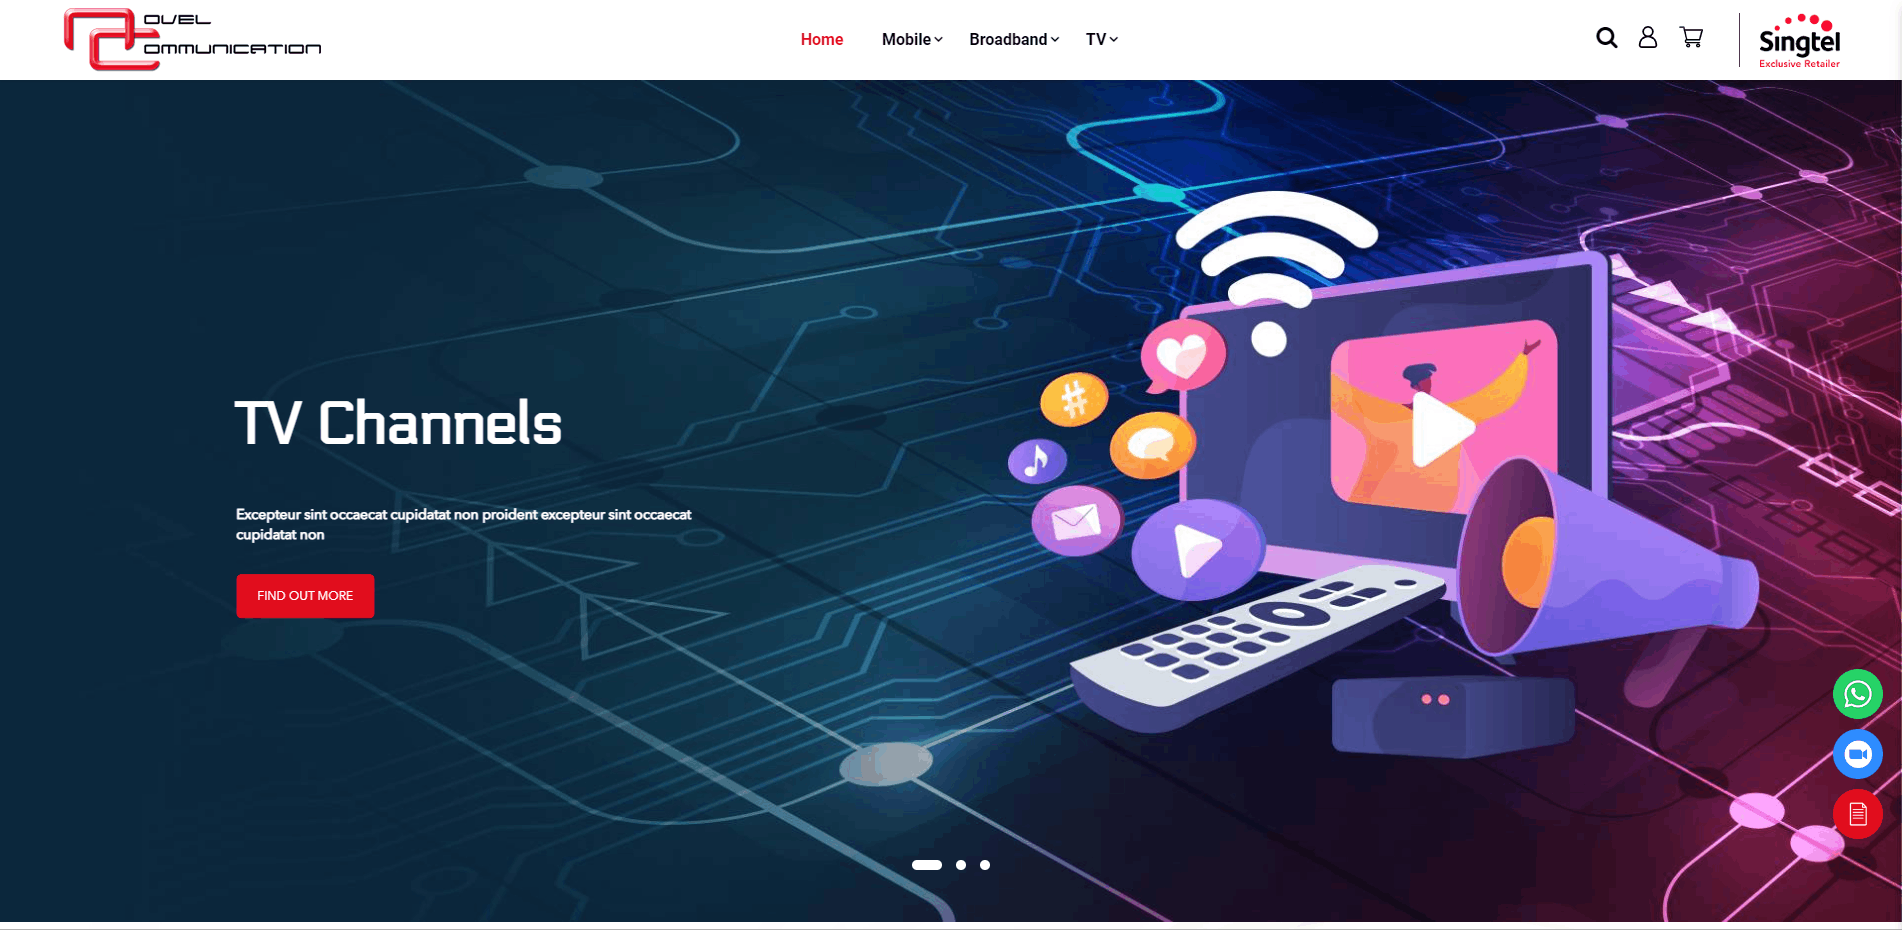 OVEL
OMMUNICATION
Home
Mobile
Broadband
TV
Singtel
Exclusive Retailer
TV Channels
Excepteur sint occaecat cupidatat non proident excepteur sint occaecat
cupidatat non
FIND OUT MORE
#